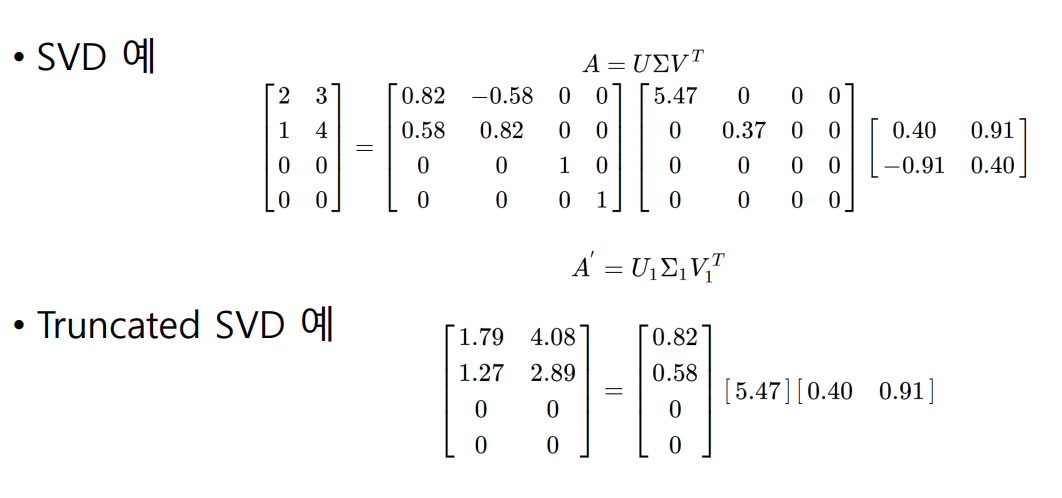 • SVD 예
A = UΣV^T
[2 3; 1 4; 0 0; 0 0] = [0.82 −0.58 0 0; 0.58 0.82 0 0; 0 0 1 0; 0 0 0 1] [5.47 0 0 0; 0 0.37 0 0; 0 0 0 0; 0 0 0 0] [0.40 0.91; −0.91 0.40]
A′ = U₁Σ₁V₁^T
• Truncated SVD 예
[1.79 4.08; 1.27 2.89; 0 0; 0 0] = [0.82; 0.58; 0; 0] [5.47][0.40 0.91]